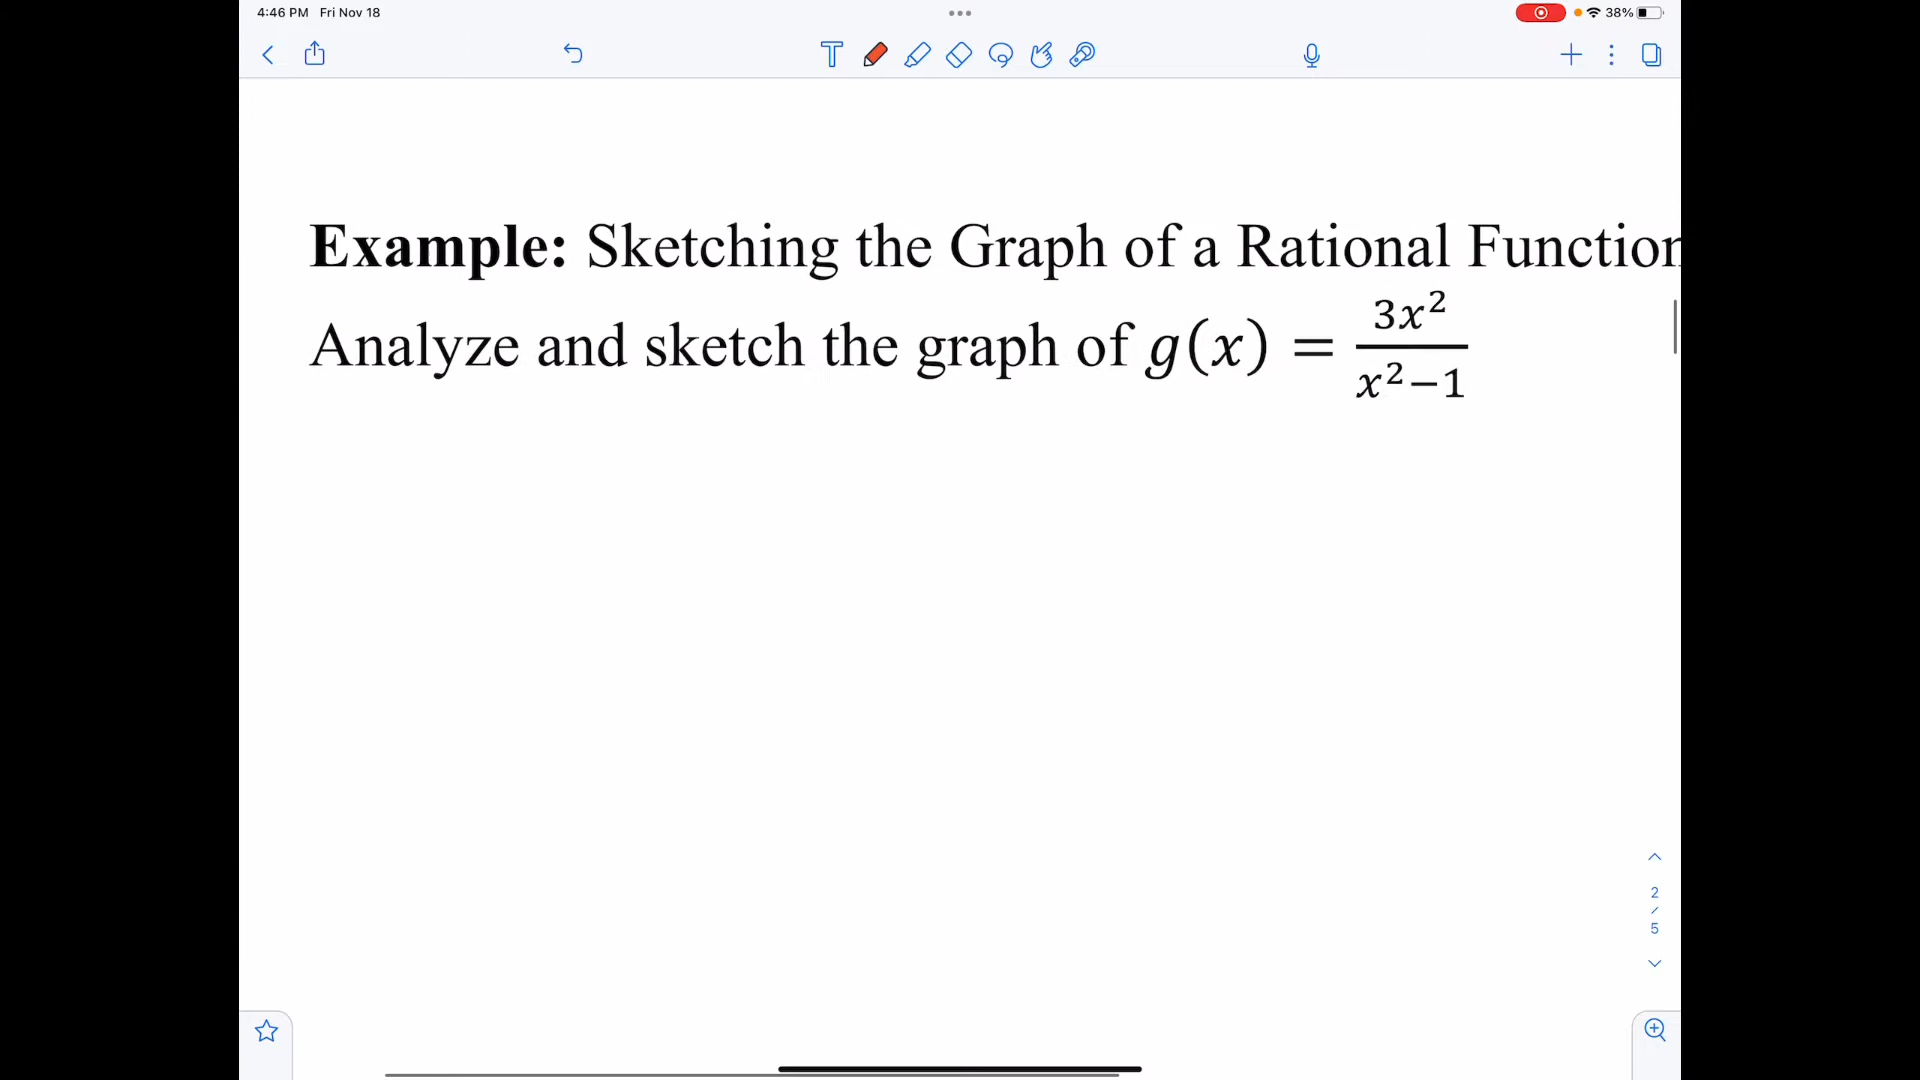 4:46 PM Fri Nov 18
38%
Example: Sketching the Graph of a Rational Function
Analyze and sketch the graph of g(x) = 3x²/(x²−1)
2
/
5